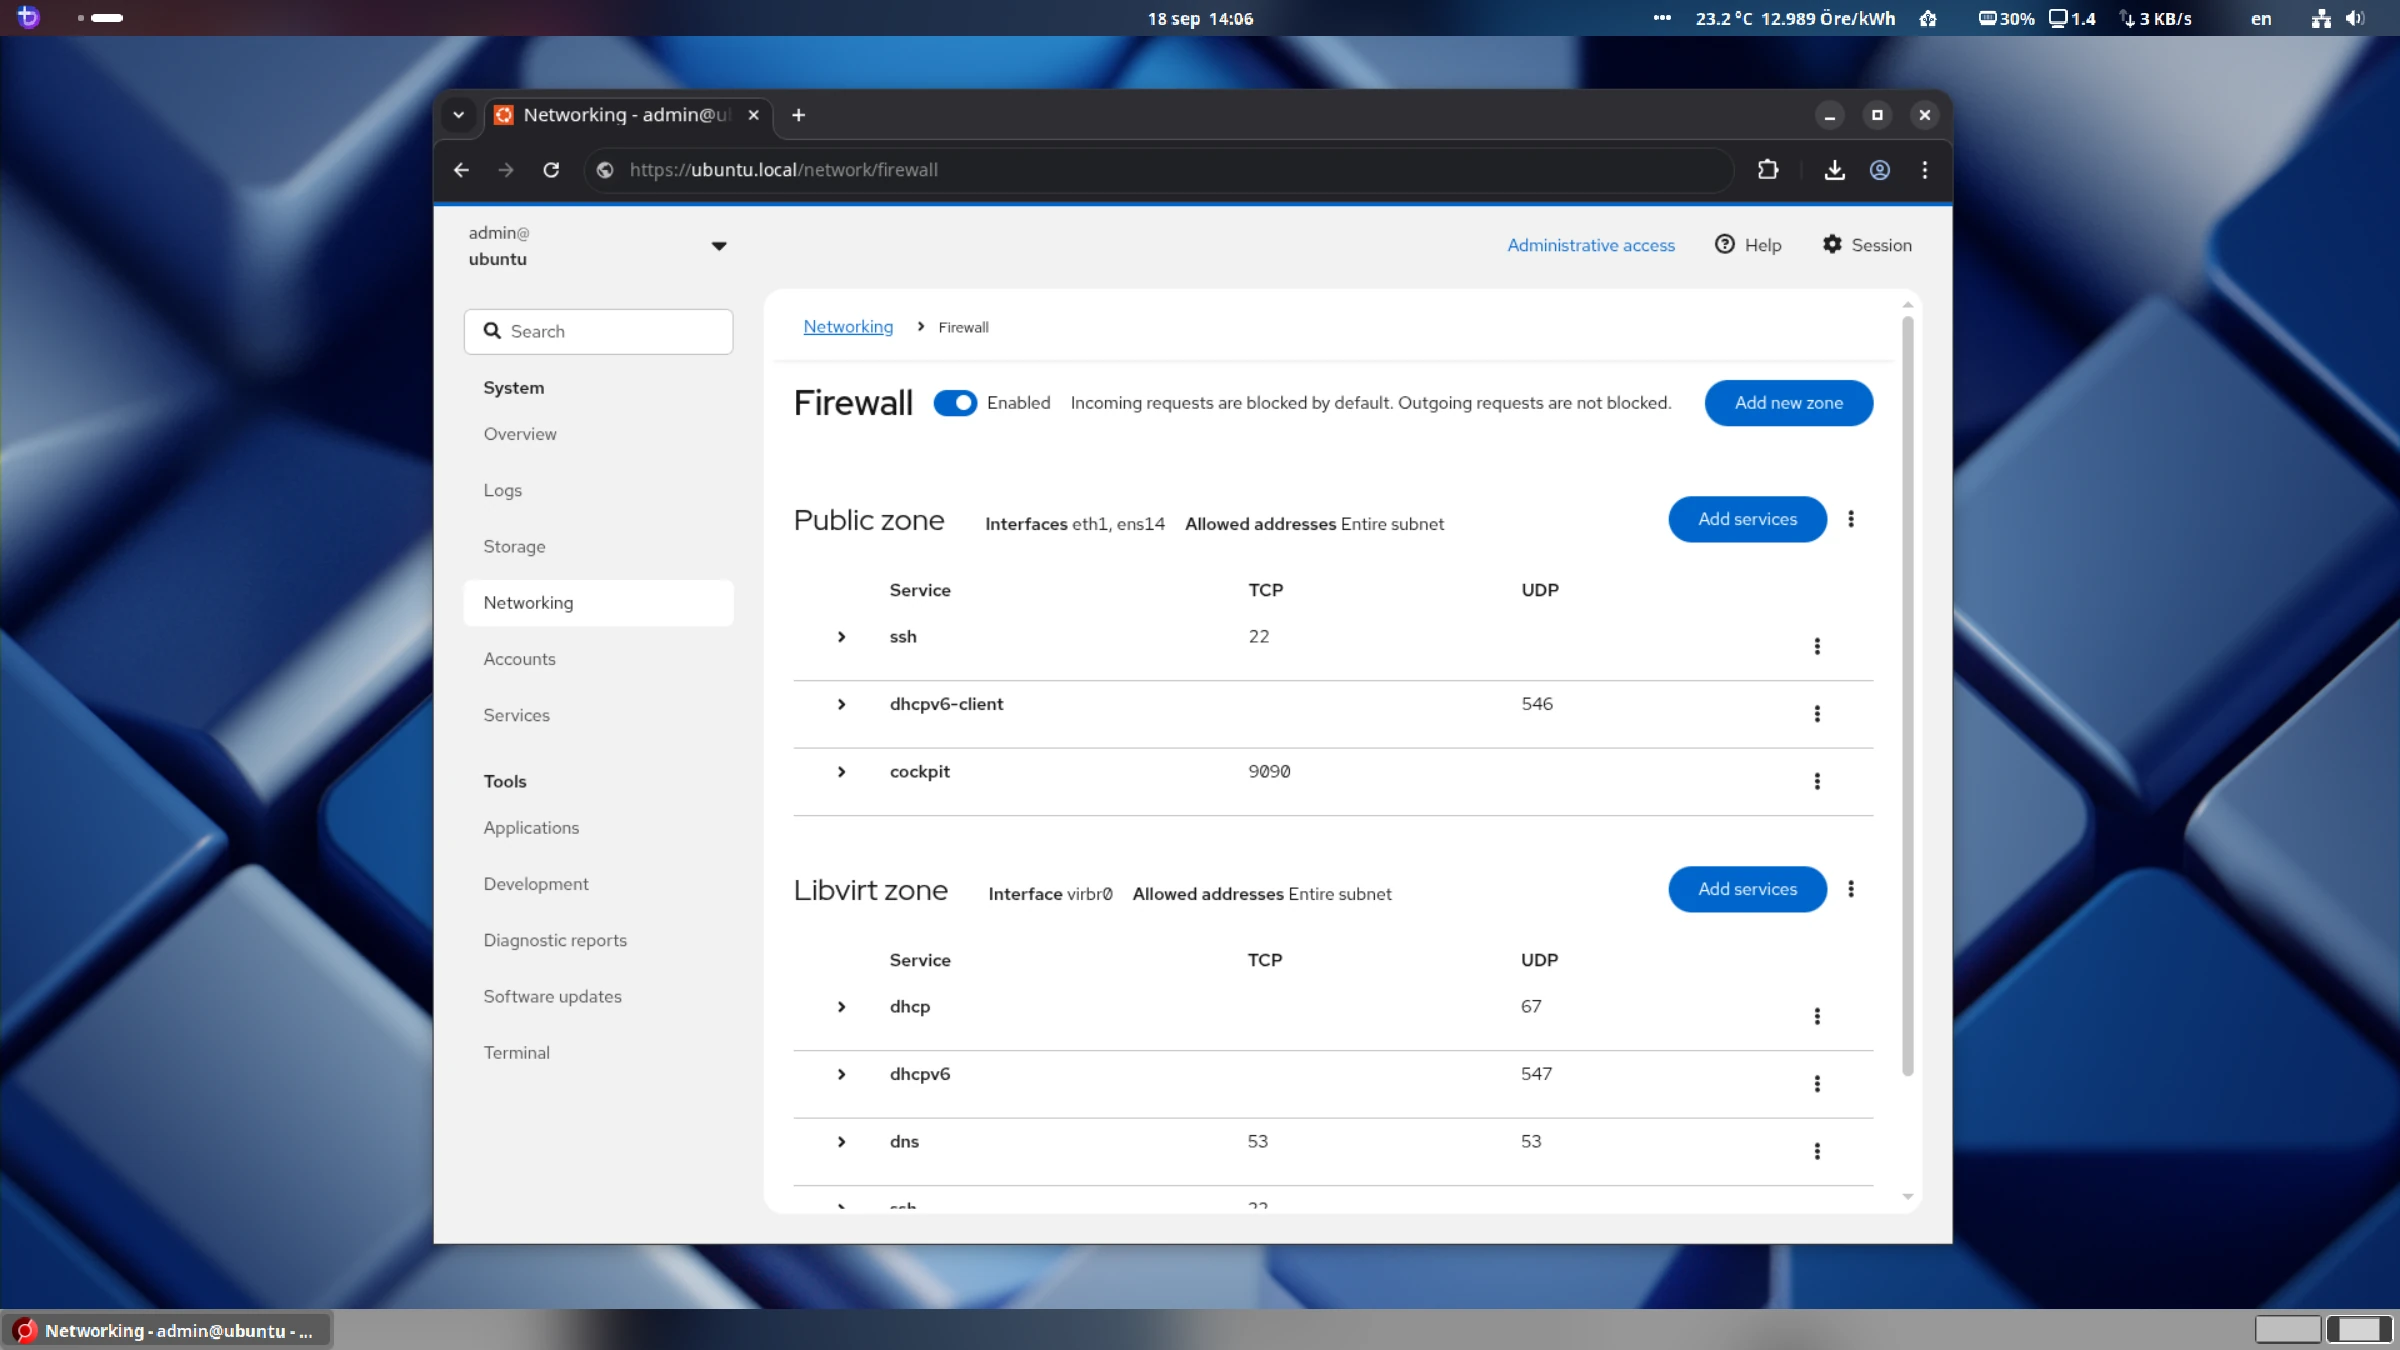 18 sep 14:06
23.2 °C 12.989 Öre/kWh
30% 1.4 3 KB/s en
Networking - admin@u
https://ubuntu.local/network/firewall
admin@
ubuntu
Administrative access Help Session
Search
System
Overview
Logs
Storage
Networking
Accounts
Services
Tools
Applications
Development
Diagnostic reports
Software updates
Terminal
Networking > Firewall
Firewall Enabled Incoming requests are blocked by default. Outgoing requests are not blocked. Add new zone
Public zone Interfaces eth1, ens14 Allowed addresses Entire subnet Add services
Service TCP UDP
ssh 22
dhcpv6-client 546
cockpit 9090
Libvirt zone Interface virbr0 Allowed addresses Entire subnet Add services
Service TCP UDP
dhcp 67
dhcpv6 547
dns 53 53
ssh 22
Networking - admin@ubuntu - ...